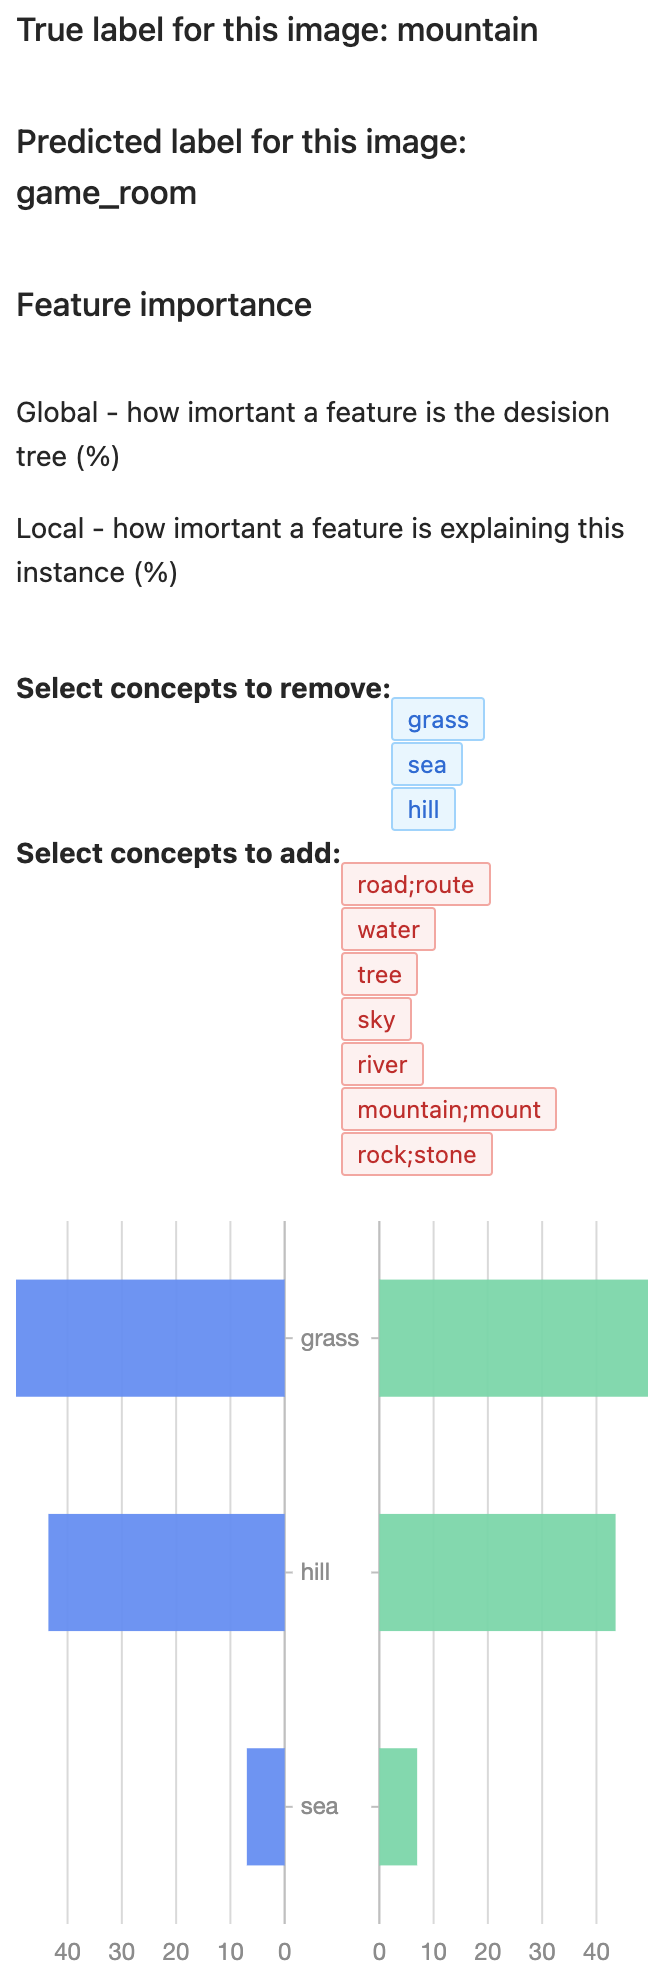 True label for this image: mountain
Predicted label for this image:
game_room
Feature importance
Global - how imortant a feature is the desision
tree (%)
Local - how imortant a feature is explaining this
instance (%)
Select concepts to remove:
grass
sea
hill
Select concepts to add:
road;route
water
tree
sky
river
mountain;mount
rock;stone
grass
hill
sea
40 30 20 10 0 0 10 20 30 40